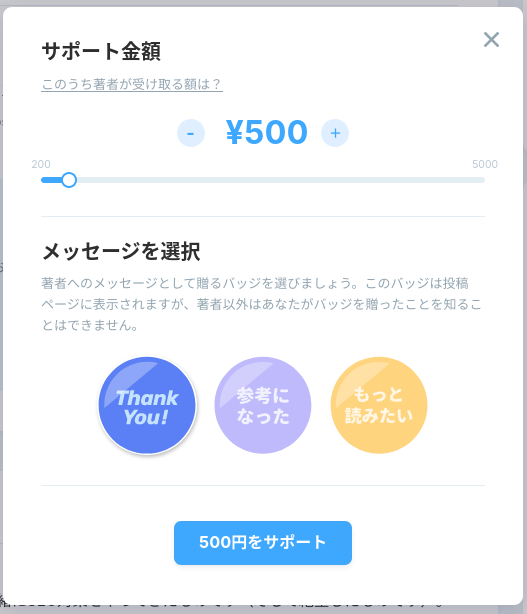 サポート金額
このうち著者が受け取る額は？
- ¥500 +
200 5000
メッセージを選択
著者へのメッセージとして贈るバッジを選びましょう。このバッジは投稿
ページに表示されますが、著者以外はあなたがバッジを贈ったことを知るこ
とはできません。
Thank
You!
参考に
なった
もっと
読みたい
500円をサポート